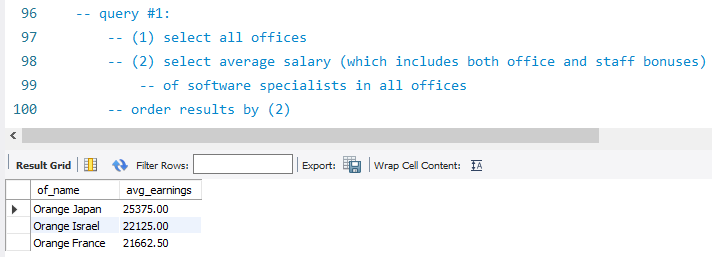 96 -- query #1:
97 -- (1) select all offices
98 -- (2) select average salary (which includes both office and staff bonuses)
99 -- of software specialists in all offices
100 -- order results by (2)
Result Grid Filter Rows: Export: Wrap Cell Content: IA
of_name avg_earnings
Orange Japan 25375.00
Orange Israel 22125.00
Orange France 21662.50